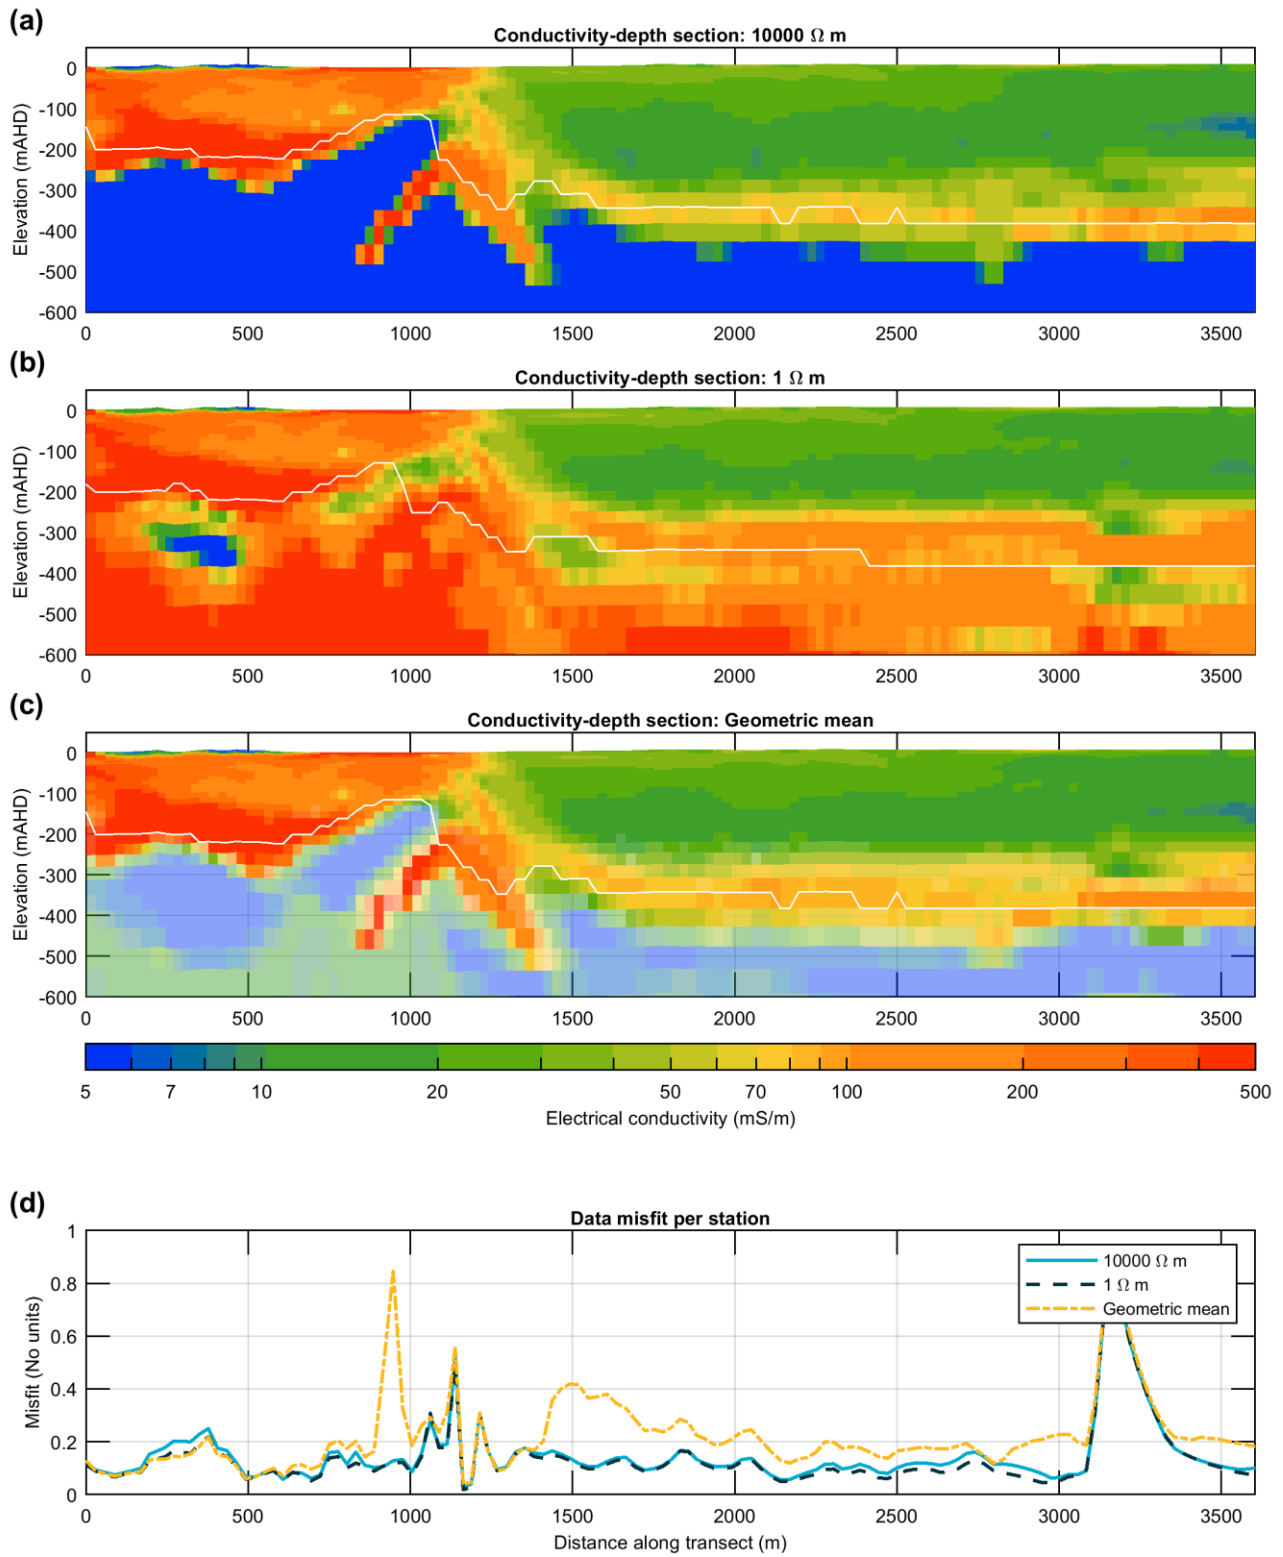 (a)
Conductivity-depth section: 10000 Ω m
Elevation (mAHD)
0
-100
-200
-300
-400
-500
-600
0 500 1000 1500 2000 2500 3000 3500
(b)
Conductivity-depth section: 1 Ω m
Elevation (mAHD)
0
-100
-200
-300
-400
-500
-600
0 500 1000 1500 2000 2500 3000 3500
(c)
Conductivity-depth section: Geometric mean
Elevation (mAHD)
0
-100
-200
-300
-400
-500
-600
0 500 1000 1500 2000 2500 3000 3500
5 7 10 20 50 70 100 200 500
Electrical conductivity (mS/m)
(d)
Data misfit per station
Misfit (No units)
1
0.8
0.6
0.4
0.2
0
10000 Ω m
1 Ω m
Geometric mean
0 500 1000 1500 2000 2500 3000 3500
Distance along transect (m)